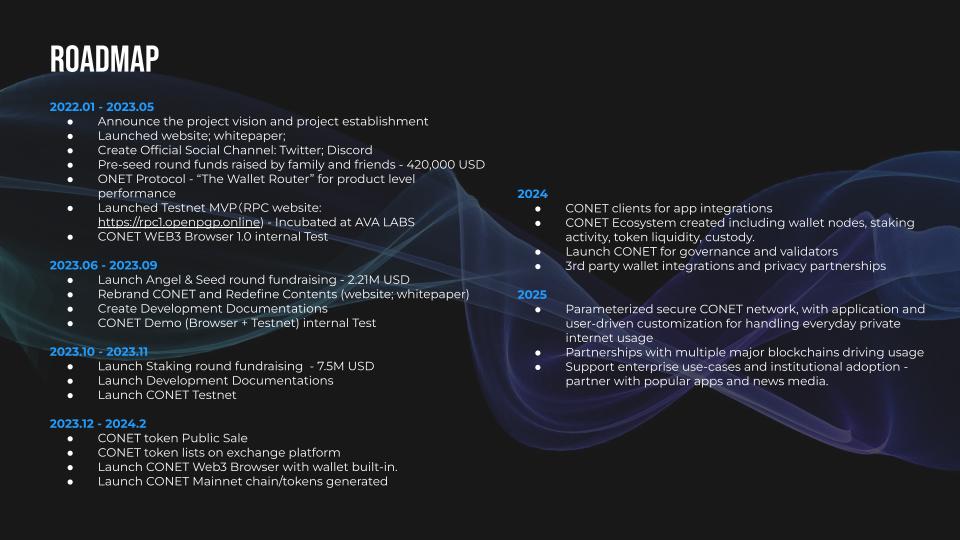 ROADMAP
2022.01 - 2023.05
● Announce the project vision and project establishment
● Launched website; whitepaper;
● Create Official Social Channel: Twitter; Discord
● Pre-seed round funds raised by family and friends - 420,000 USD
● ONET Protocol - “The Wallet Router” for product level
performance
● Launched Testnet MVP（RPC website:
https://rpc1.openpgp.online) - Incubated at AVA LABS
● CONET WEB3 Browser 1.0 internal Test
2023.06 - 2023.09
● Launch Angel & Seed round fundraising - 2.21M USD
● Rebrand CONET and Redefine Contents (website; whitepaper)
● Create Development Documentations
● CONET Demo (Browser + Testnet) internal Test
2023.10 - 2023.11
● Launch Staking round fundraising  - 7.5M USD
● Launch Development Documentations
● Launch CONET Testnet
2023.12 - 2024.2
● CONET token Public Sale
● CONET token lists on exchange platform
● Launch CONET Web3 Browser with wallet built-in.
● Launch CONET Mainnet chain/tokens generated
2024
● CONET clients for app integrations
● CONET Ecosystem created including wallet nodes, staking
activity, token liquidity, custody.
● Launch CONET for governance and validators
● 3rd party wallet integrations and privacy partnerships
2025
● Parameterized secure CONET network, with application and
user-driven customization for handling everyday private
internet usage
● Partnerships with multiple major blockchains driving usage
● Support enterprise use-cases and institutional adoption -
partner with popular apps and news media.